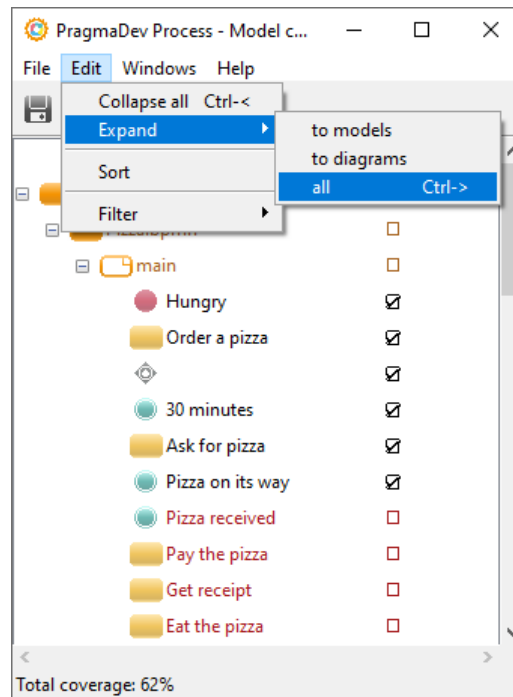 PragmaDev Process - Model c...
File Edit Windows Help
Collapse all Ctrl-<
Expand
to models
to diagrams
Sort
all Ctrl->
Filter
main
Hungry
Order a pizza
30 minutes
Ask for pizza
Pizza on its way
Pizza received
Pay the pizza
Get receipt
Eat the pizza
Total coverage: 62%